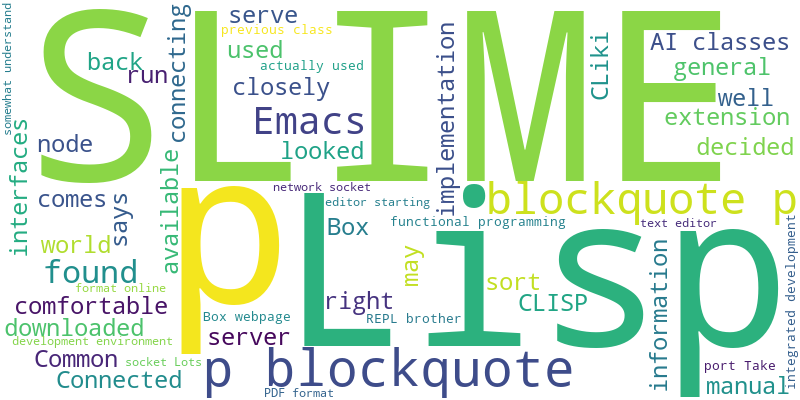 somewhat understand
SLIME
serve
previous class
used
actually used
back
run
connecting
closely
Emacs
looked
implementation
CLiki
AI classes
general
well
extension
decided
interfaces
node
comes
says
available
world
found
format online
comfortable
downloaded
development environment
Common
socket Lots
Connected
p
network socket
editor starting
Lisp
blockquote p
functional programming
text editor
Box
may
sort
CLISP
right
REPL brother
Box webpage
server
p blockquote
PDF format
information
port Take
manual
integrated development